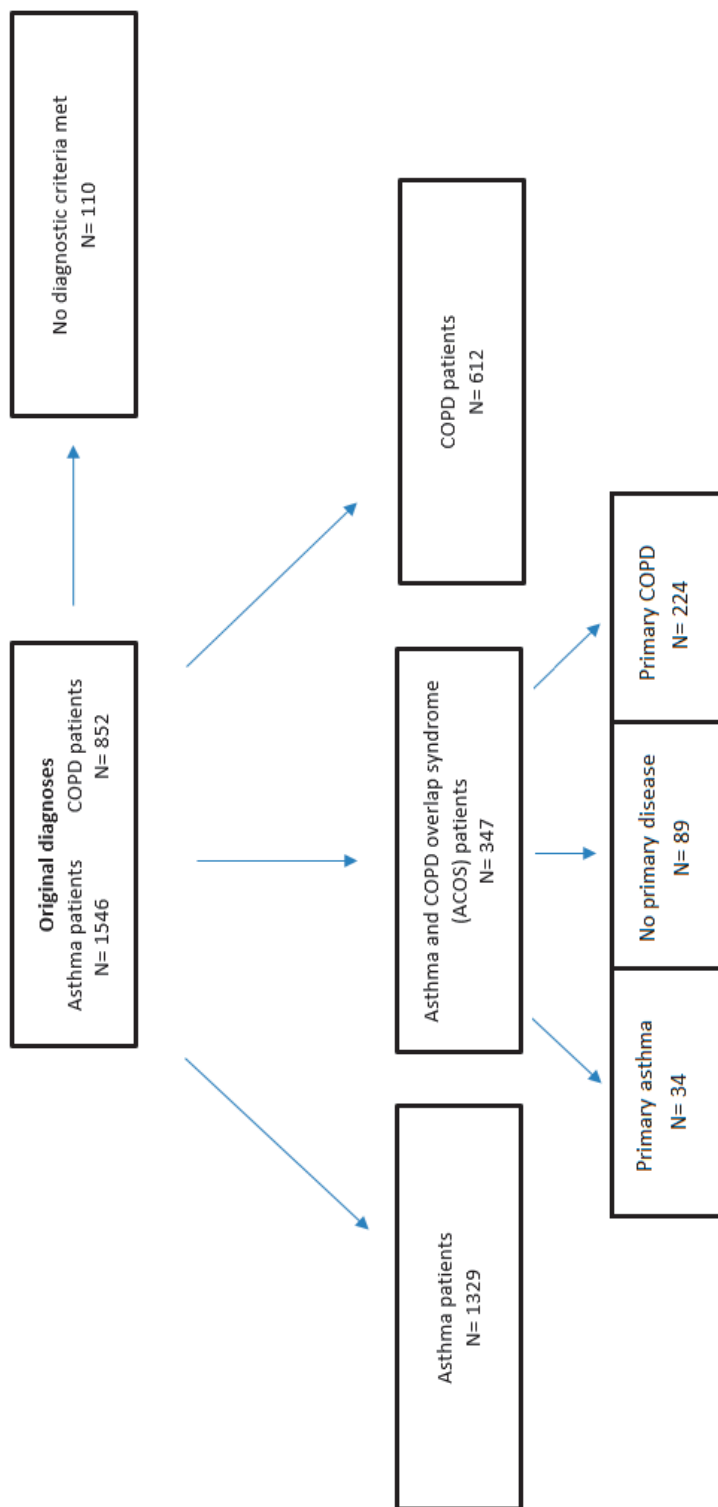 Original diagnoses
Asthma patients COPD patients
N= 1546 N= 852
No diagnostic criteria met
N= 110
Asthma patients
N= 1329
Asthma and COPD overlap syndrome
(ACOS) patients
N= 347
COPD patients
N= 612
Primary asthma
N= 34
No primary disease
N= 89
Primary COPD
N= 224